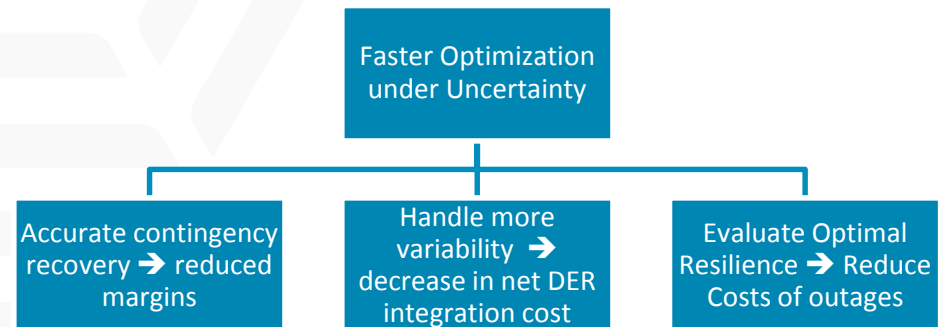 Faster Optimization
under Uncertainty
Accurate contingency
recovery ➔ reduced
margins
Handle more
variability ➔
decrease in net DER
integration cost
Evaluate Optimal
Resilience ➔ Reduce
Costs of outages